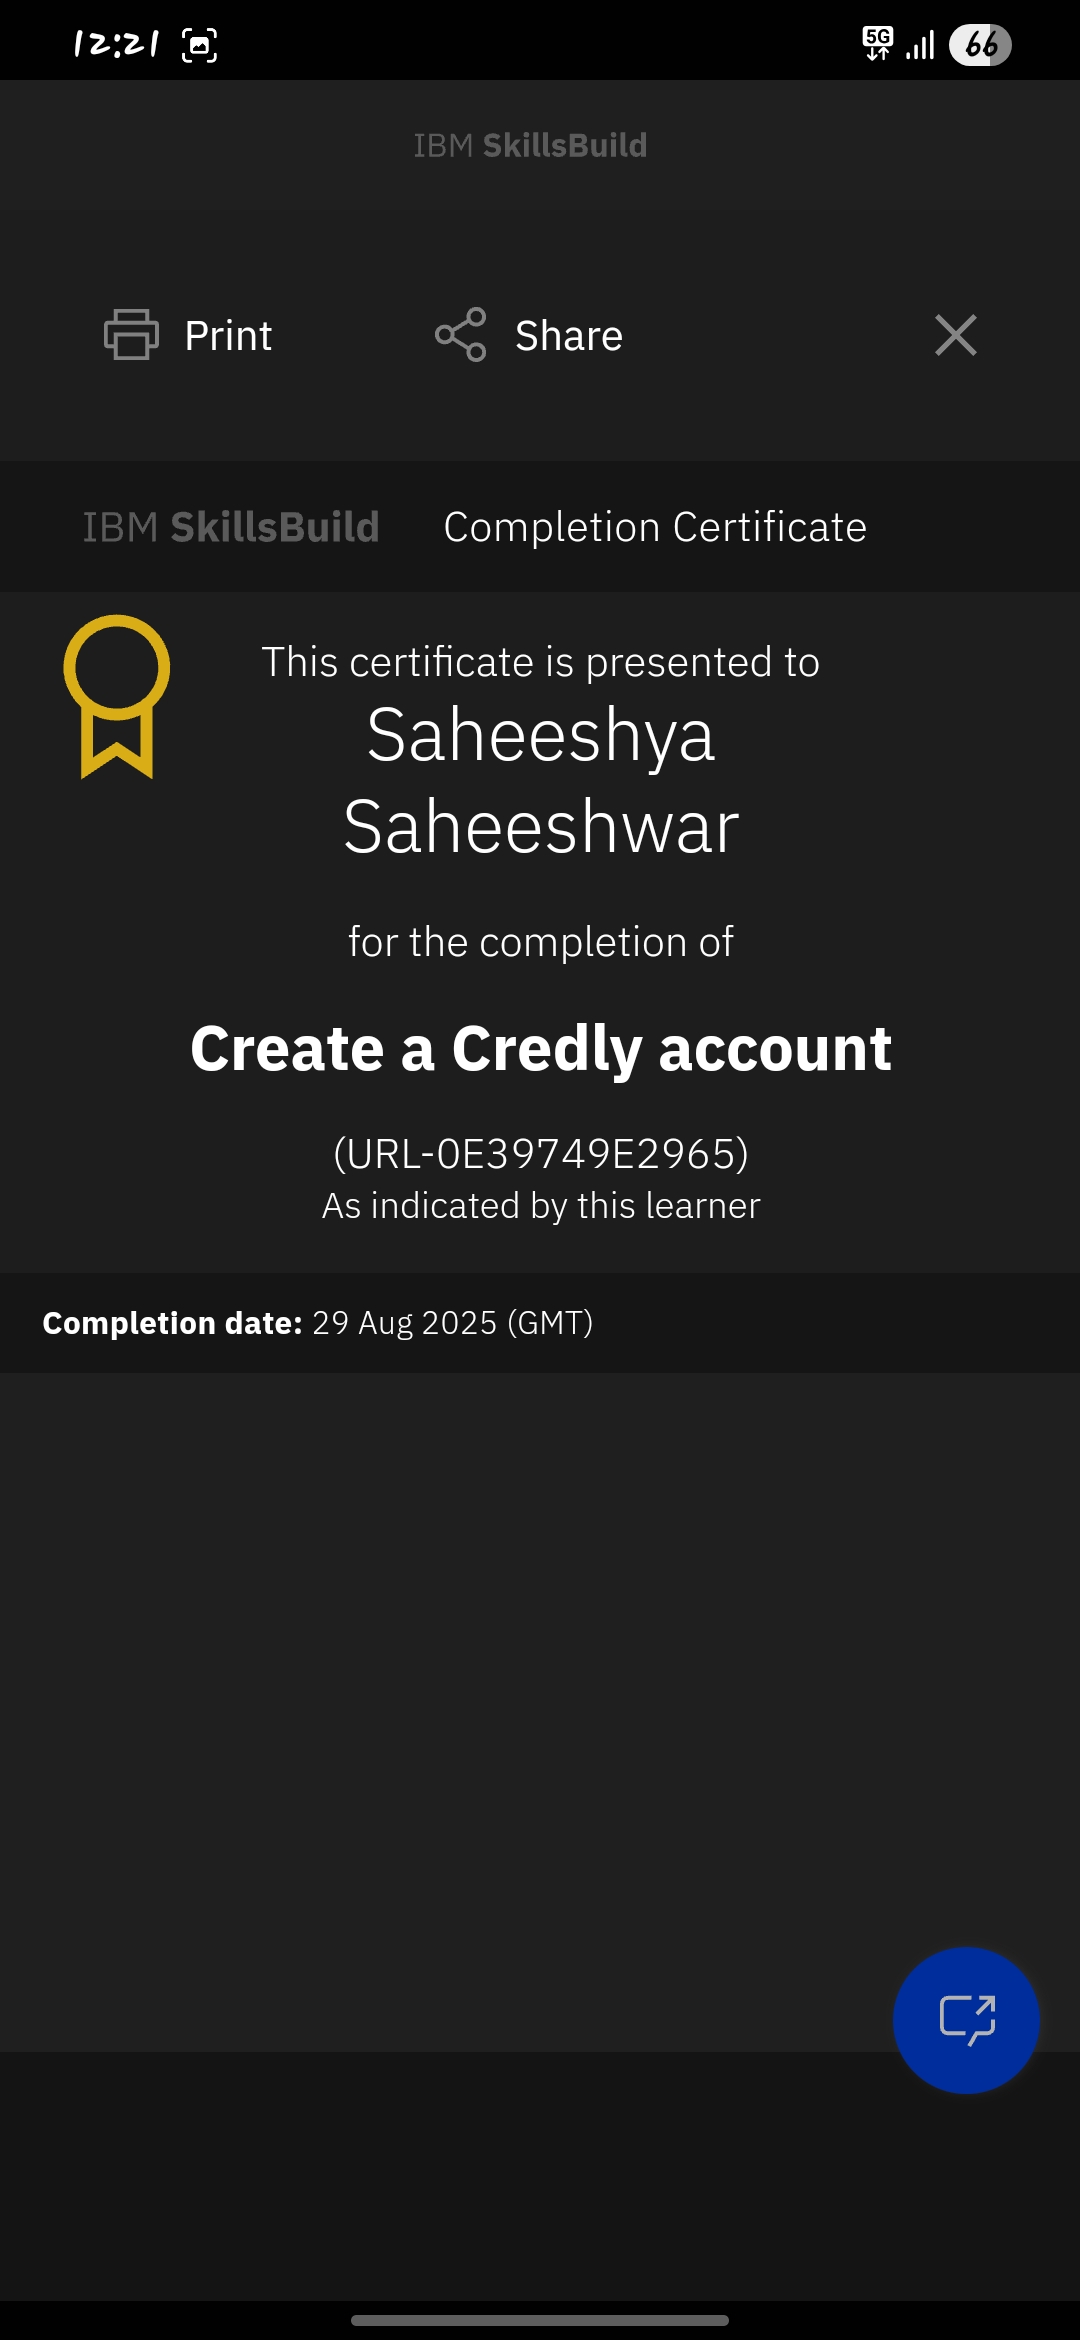 12:21 5G 66
IBM SkillsBuild
Print Share
IBM SkillsBuild Completion Certificate
This certificate is presented to
Saheeshya
Saheeshwar
for the completion of
Create a Credly account
(URL-0E39749E2965)
As indicated by this learner
Completion date: 29 Aug 2025 (GMT)